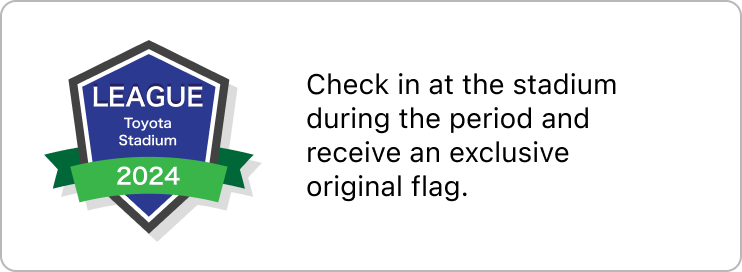 LEAGUE
Toyota
Stadium
2024
Check in at the stadium
during the period and
receive an exclusive
original flag.